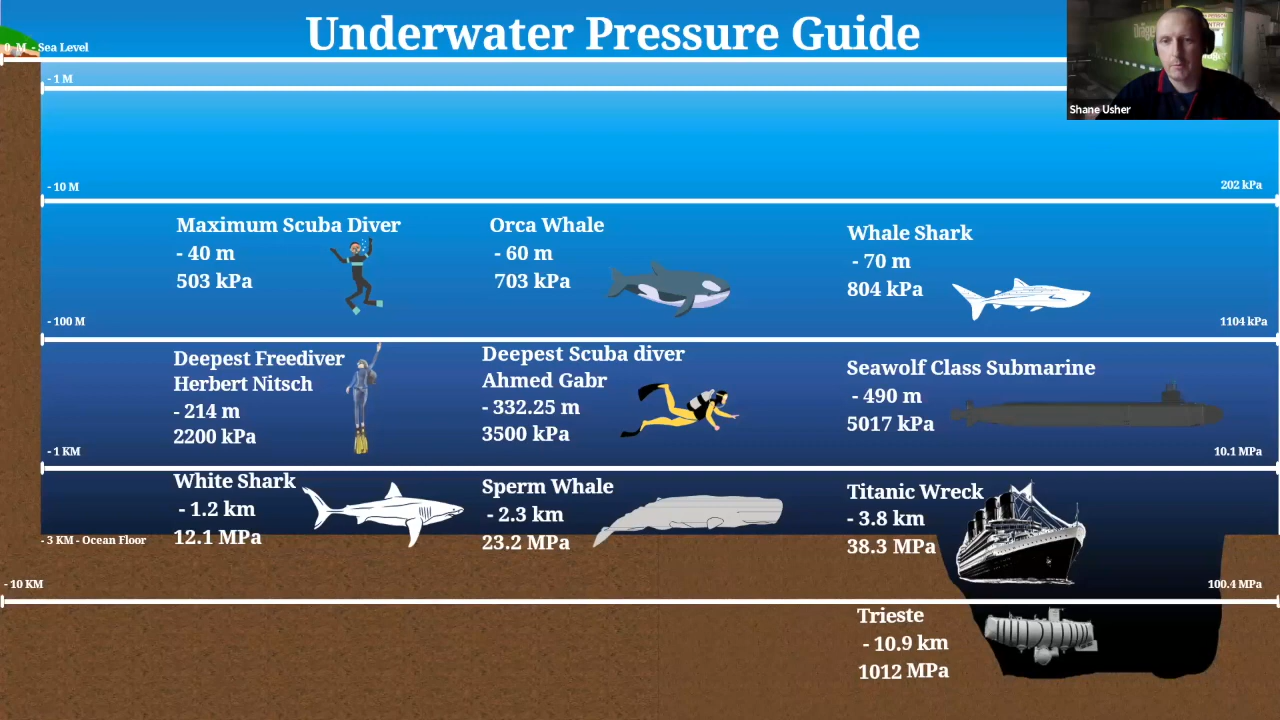 Underwater Pressure Guide
0 M - Sea Level
Shane Usher
- 1 M
- 10 M
202 kPa
Maximum Scuba Diver
- 40 m
503 kPa
Orca Whale
- 60 m
703 kPa
Whale Shark
- 70 m
804 kPa
- 100 M
1104 kPa
Deepest Freediver
Herbert Nitsch
- 214 m
2200 kPa
Deepest Scuba diver
Ahmed Gabr
- 332.25 m
3500 kPa
Seawolf Class Submarine
- 490 m
5017 kPa
- 1 KM
10.1 MPa
White Shark
- 1.2 km
12.1 MPa
Sperm Whale
- 2.3 km
23.2 MPa
Titanic Wreck
- 3.8 km
38.3 MPa
- 3 KM - Ocean Floor
- 10 KM
100.4 MPa
Trieste
- 10.9 km
1012 MPa